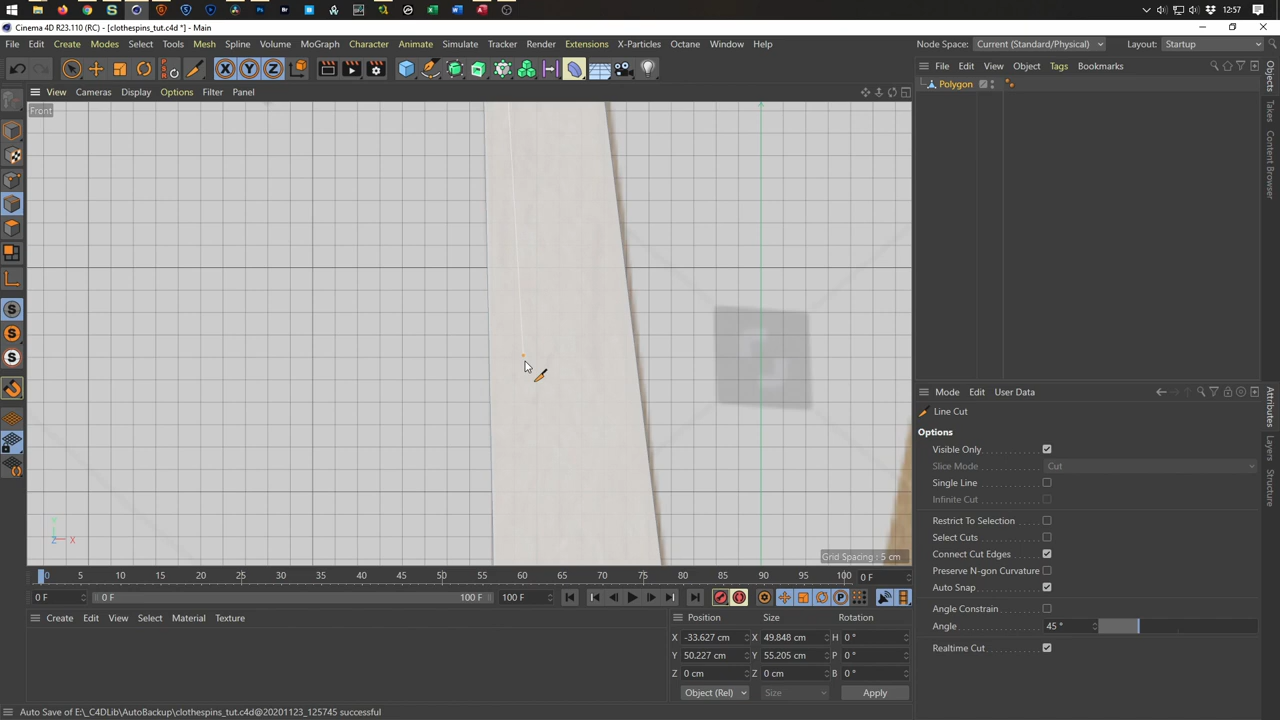 12:57
Cinema 4D R23.110 (RC) - [clothespins_tut.c4d *] - Main
File Edit Create Modes Select Tools Mesh Spline Volume MoGraph Character Animate Simulate Tracker Render Extensions X-Particles Octane Window Help
Node Space: Current (Standard/Physical) Layout: Startup
View Cameras Display Options Filter Panel
File Edit View Object Tags Bookmarks
Polygon
Front
Objects
Takes
Content Browser
Mode Edit User Data
Line Cut
Options
Visible Only
Slice Mode Cut
Single Line
Infinite Cut
Restrict To Selection
Select Cuts
Connect Cut Edges
Preserve N-gon Curvature
Auto Snap
Angle Constrain
Angle 45 °
Realtime Cut
Attributes
Layers
Structure
Grid Spacing : 5 cm
0 5 10 15 20 25 30 35 40 45 50 55 60 65 70 75 80 85 90 95 100 0 F
0 F 0 F 100 F 100 F
Create Edit View Select Material Texture
Position Size Rotation
X -33.627 cm X 49.848 cm H 0 °
Y 50.227 cm Y 55.205 cm P 0 °
Z 0 cm Z 0 cm B 0 °
Object (Rel) Size Apply
Auto Save of E:\_C4DLib\AutoBackup\clothespins_tut.c4d@20201123_125745 successful